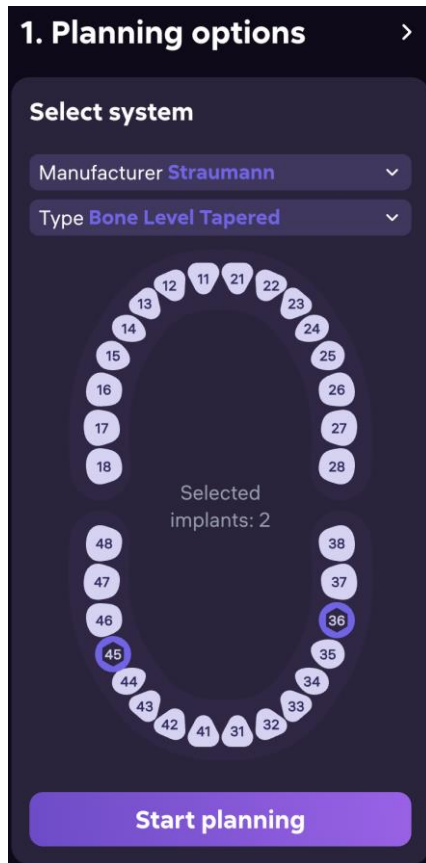 1. Planning options
Select system
Manufacturer Straumann
Type Bone Level Tapered
12 11 21 22
13 23
14 24
15 25
16 26
17 27
18 28
Selected
implants: 2
48 38
47 37
46 36
45 35
44 34
43 33
42 41 31 32
Start planning